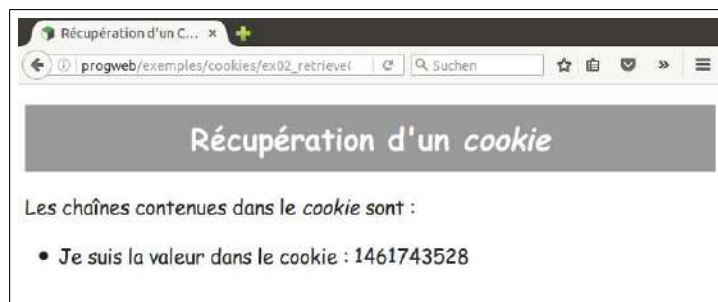 Récupération d'un C... ×
progweb/exemples/cookies/ex02_retrieve
Suchen
Récupération d'un cookie
Les chaînes contenues dans le cookie sont :
• Je suis la valeur dans le cookie : 1461743528